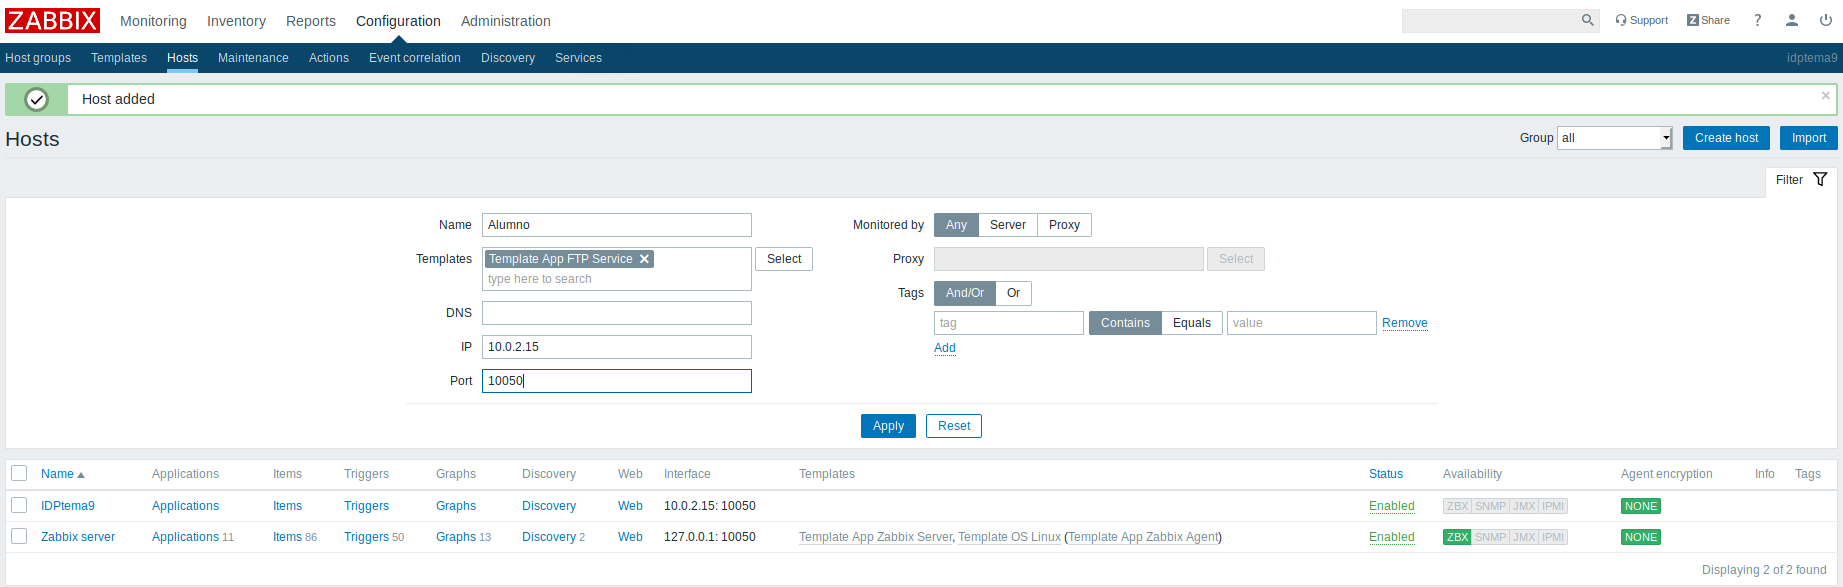 ZABBIX Monitoring Inventory Reports Configuration Administration Support Z Share ?
Host groups Templates Hosts Maintenance Actions Event correlation Discovery Services idptema9
Host added ×
Hosts Group all Create host Import
Filter
Name Alumno Monitored by Any Server Proxy
Templates Template App FTP Service × Select Proxy Select
type here to search
DNS Tags And/Or Or
tag Contains Equals value Remove
IP 10.0.2.15 Add
Port 10050
Apply Reset
Name Applications Items Triggers Graphs Discovery Web Interface Templates Status Availability Agent encryption Info Tags
IDPtema9 Applications Items Triggers Graphs Discovery Web 10.0.2.15: 10050 Enabled ZBX SNMP JMX IPMI NONE
Zabbix server Applications 11 Items 86 Triggers 50 Graphs 13 Discovery 2 Web 127.0.0.1: 10050 Template App Zabbix Server, Template OS Linux (Template App Zabbix Agent) Enabled ZBX SNMP JMX IPMI NONE
Displaying 2 of 2 found